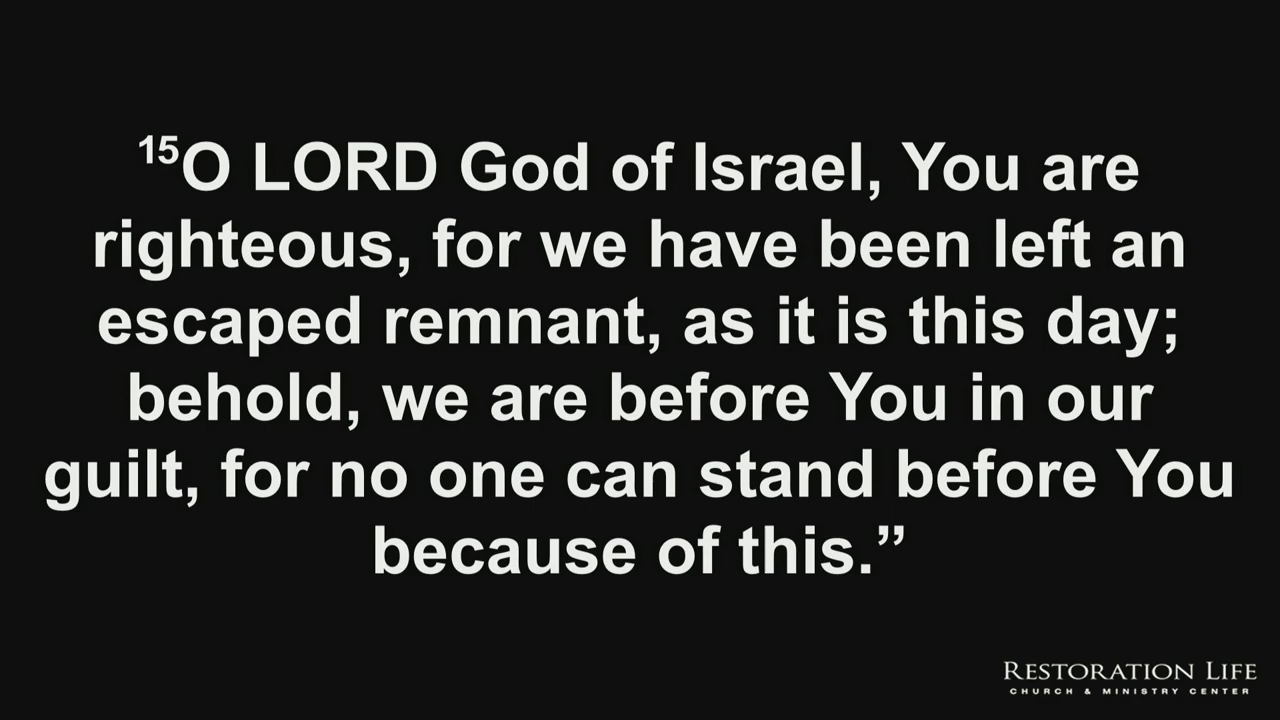 15O LORD God of Israel, You are
righteous, for we have been left an
escaped remnant, as it is this day;
behold, we are before You in our
guilt, for no one can stand before You
because of this.”
RESTORATION LIFE
CHURCH & MINISTRY CENTER